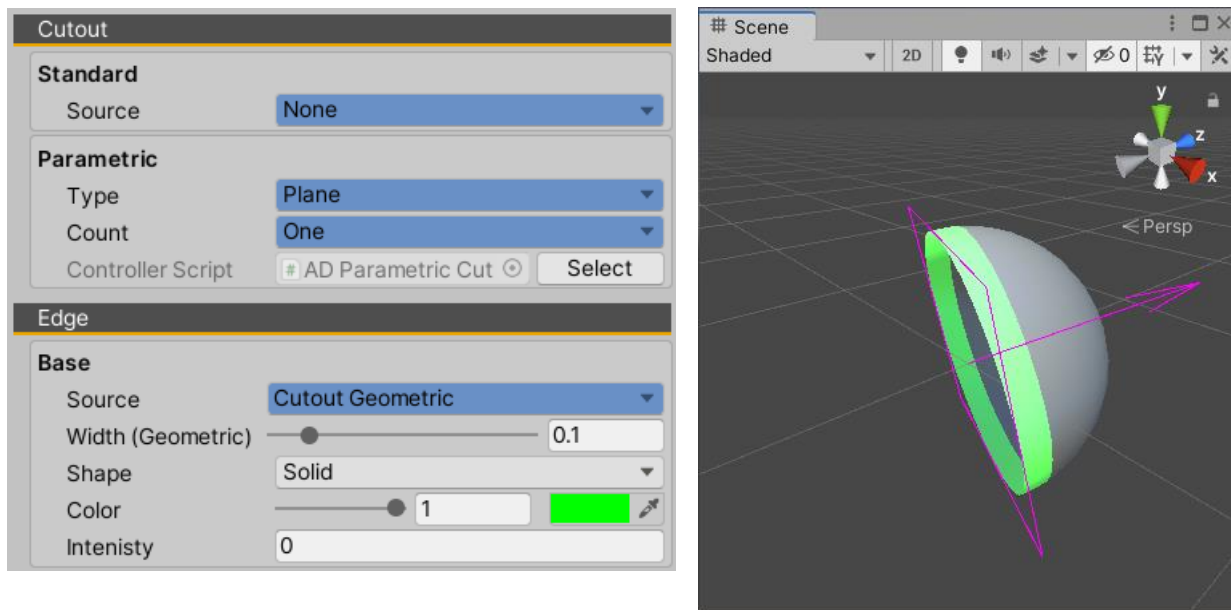 Cutout
Standard
Source None
Parametric
Type Plane
Count One
Controller Script # AD Parametric Cut Select
Edge
Base
Source Cutout Geometric
Width (Geometric) 0.1
Shape Solid
Color 1
Intenisty 0
# Scene
Shaded 2D 0
y
z
x
Persp